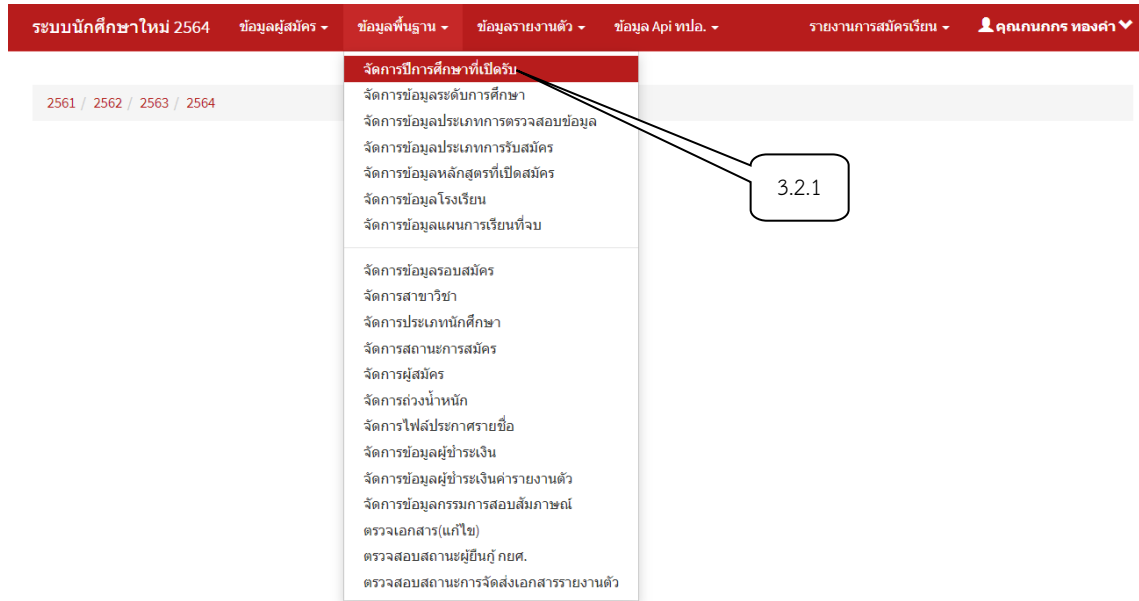 ระบบนักศึกษาใหม่ 2564 ข้อมูลผู้สมัคร ข้อมูลพื้นฐาน ข้อมูลรายงานตัว ข้อมูล Api ทปอ. รายงานการสมัครเรียน คุณกนกกร ทองคำ
2561 / 2562 / 2563 / 2564
จัดการปีการศึกษาที่เปิดรับ
จัดการข้อมูลระดับการศึกษา
จัดการข้อมูลประเภทการตรวจสอบข้อมูล
จัดการข้อมูลประเภทการรับสมัคร
จัดการข้อมูลหลักสูตรที่เปิดสมัคร
จัดการข้อมูลโรงเรียน
จัดการข้อมูลแผนการเรียนที่จบ
จัดการข้อมูลรอบสมัคร
จัดการสาขาวิชา
จัดการประเภทนักศึกษา
จัดการสถานะการสมัคร
จัดการผู้สมัคร
จัดการถ่วงน้ำหนัก
จัดการไฟล์ประกาศรายชื่อ
จัดการข้อมูลผู้ชำระเงิน
จัดการข้อมูลผู้ชำระเงินค่ารายงานตัว
จัดการข้อมูลกรรมการสอบสัมภาษณ์
ตรวจเอกสาร(แก้ไข)
ตรวจสอบสถานะผู้ยืนกู้ กยศ.
ตรวจสอบสถานะการจัดส่งเอกสารรายงานตัว
3.2.1